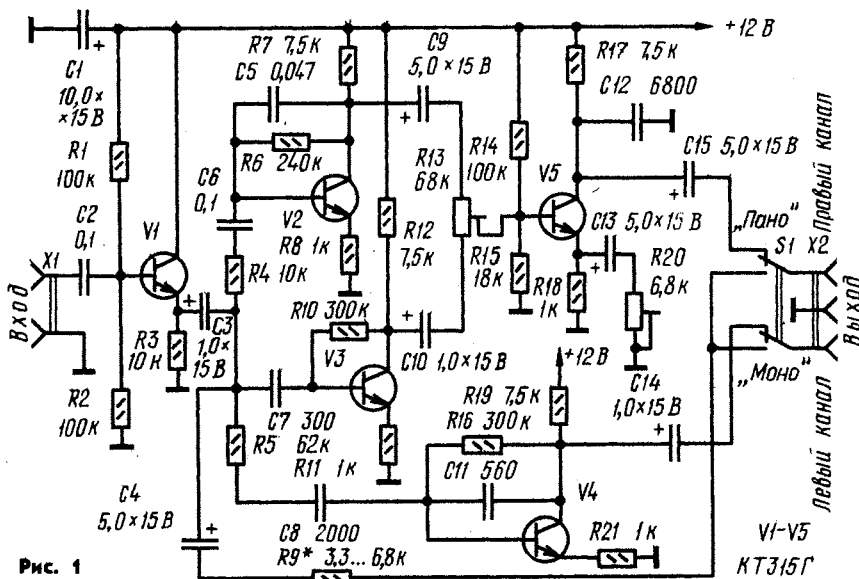 R7 7,5к
C5 0,047
C9
5,0×15 В
+12 В
R17 7,5к
C12 6800
C1
10,0×
×15 В
R1
100к
C2
0,1
X1
Вход
V1
R6 240к
C6
0,1
V2
R8 1к
R4
10к
R13
68к
R14
100к
V5
C15 5,0×15 В
Правый канал
R12
7,5к
R15
18к
C13 5,0×15 В
R18
1к
R20
6,8к
„Пано"
S1 X2
Выход
R3
10к
C3
1,0×
15 В
R10 300к
V3
C10 1,0×15 В
+12 В
„Моно"
R2
100к
R5
C7 300
62к
R11 1к
R19 7,5к
R16 300к
C11 560
C14
1,0×15 В
Левый канал
C4
5,0×15 В
V4
C8 2000
R9* 3,3...6,8к
R21 1к
V1-V5
КТ315Г
Рис. 1